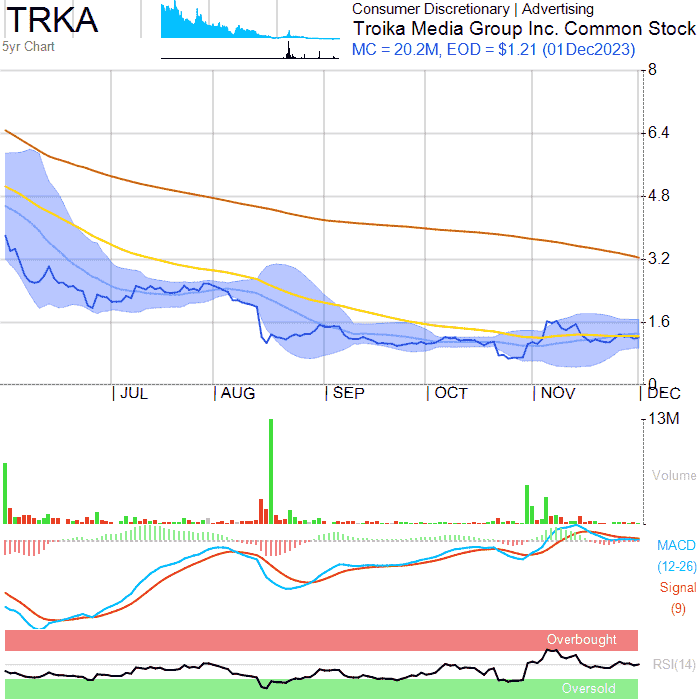 TRKA
5yr Chart
Consumer Discretionary | Advertising
Troika Media Group Inc. Common Stock
MC = 20.2M, EOD = $1.21 (01Dec2023)
8
6.4
4.8
3.2
1.6
0
JUL AUG SEP OCT NOV DEC
13M
Volume
MACD
(12-26)
Signal
(9)
Overbought
RSI(14)
Oversold